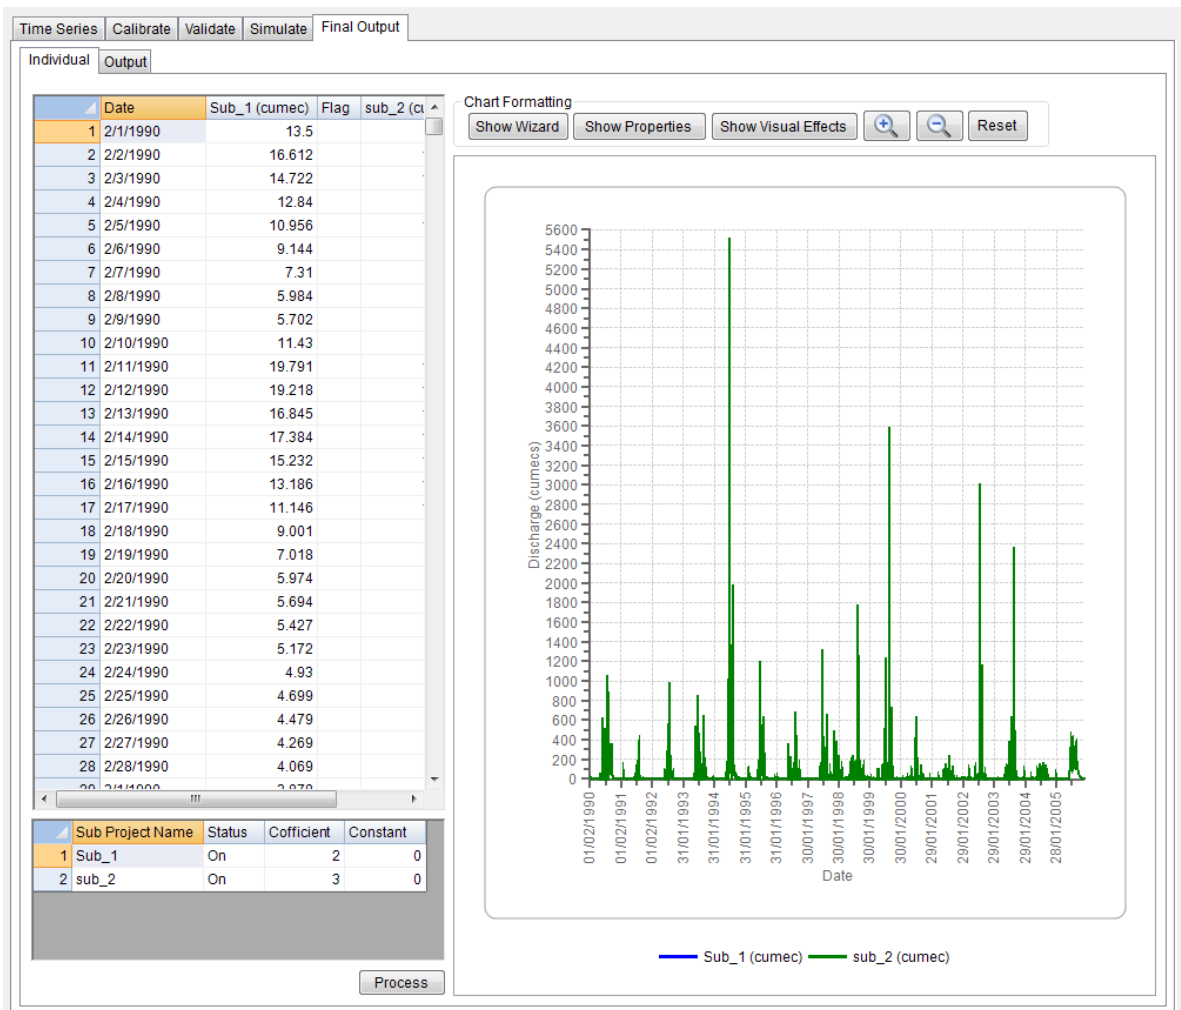 Time Series Calibrate Validate Simulate Final Output
Individual Output
Date Sub_1 (cumec) Flag sub_2 (cu
1 2/1/1990 13.5
2 2/2/1990 16.612
3 2/3/1990 14.722
4 2/4/1990 12.84
5 2/5/1990 10.956
6 2/6/1990 9.144
7 2/7/1990 7.31
8 2/8/1990 5.984
9 2/9/1990 5.702
10 2/10/1990 11.43
11 2/11/1990 19.791
12 2/12/1990 19.218
13 2/13/1990 16.845
14 2/14/1990 17.384
15 2/15/1990 15.232
16 2/16/1990 13.186
17 2/17/1990 11.146
18 2/18/1990 9.001
19 2/19/1990 7.018
20 2/20/1990 5.974
21 2/21/1990 5.694
22 2/22/1990 5.427
23 2/23/1990 5.172
24 2/24/1990 4.93
25 2/25/1990 4.699
26 2/26/1990 4.479
27 2/27/1990 4.269
28 2/28/1990 4.069
Sub Project Name Status Cofficient Constant
1 Sub_1 On 2 0
2 sub_2 On 3 0
Process
Chart Formatting
Show Wizard Show Properties Show Visual Effects Reset
5600
5400
5200
5000
4800
4600
4400
4200
4000
3800
3600
3400
3200
3000
2800
2600
2400
2200
2000
1800
1600
1400
1200
1000
800
600
400
200
0
Discharge (cumecs)
01/02/1990 01/02/1991 01/02/1992 31/01/1993 31/01/1994 31/01/1995 31/01/1996 30/01/1997 30/01/1998 30/01/1999 30/01/2000 29/01/2001 29/01/2002 29/01/2003 29/01/2004 28/01/2005
Date
Sub_1 (cumec) sub_2 (cumec)